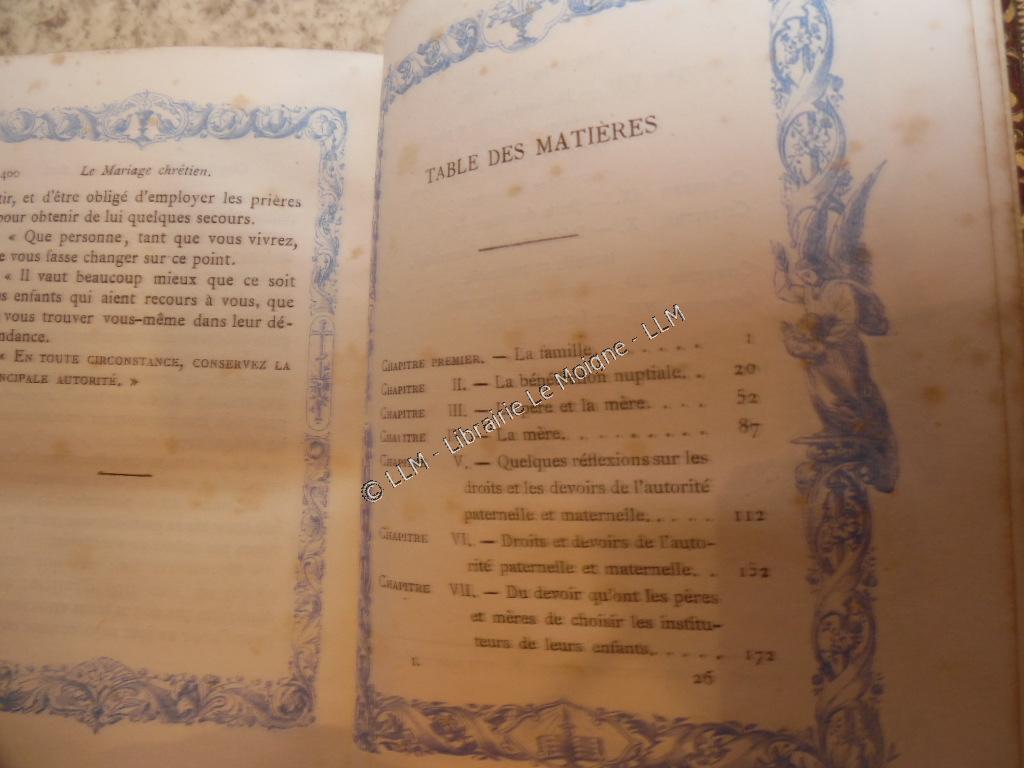 400 Le Mariage chrétien.
tir, et d'être obligé d'employer les prières
pour obtenir de lui quelques secours.
« Que personne, tant que vous vivrez,
e vous fasse changer sur ce point.
« Il vaut beaucoup mieux que ce soit
s enfants qui aient recours à vous, que
vous trouver vous-même dans leur dé-
ndance.
« EN TOUTE CIRCONSTANCE, CONSERVEZ LA
NCIPALE AUTORITÉ. »
TABLE DES MATIÈRES
CHAPITRE PREMIER. — La famille. . . . . . . 1
CHAPITRE II. — La bénédiction nuptiale. . . 20
CHAPITRE III. — Le père et la mère. . . . . 52
CHAPITRE — La mère. . . . . . . . . 87
CHAPITRE V. — Quelques réflexions sur les
droits et les devoirs de l'autorité
paternelle et maternelle. . . . . 112
CHAPITRE VI. — Droits et devoirs de l'auto-
rité paternelle et maternelle. . . 152
CHAPITRE VII. — Du devoir qu'ont les pères
et mères de choisir les institu-
teurs de leurs enfants. . . . . . 172
I. 26
© LLM - Librairie Le Moigne - LLM